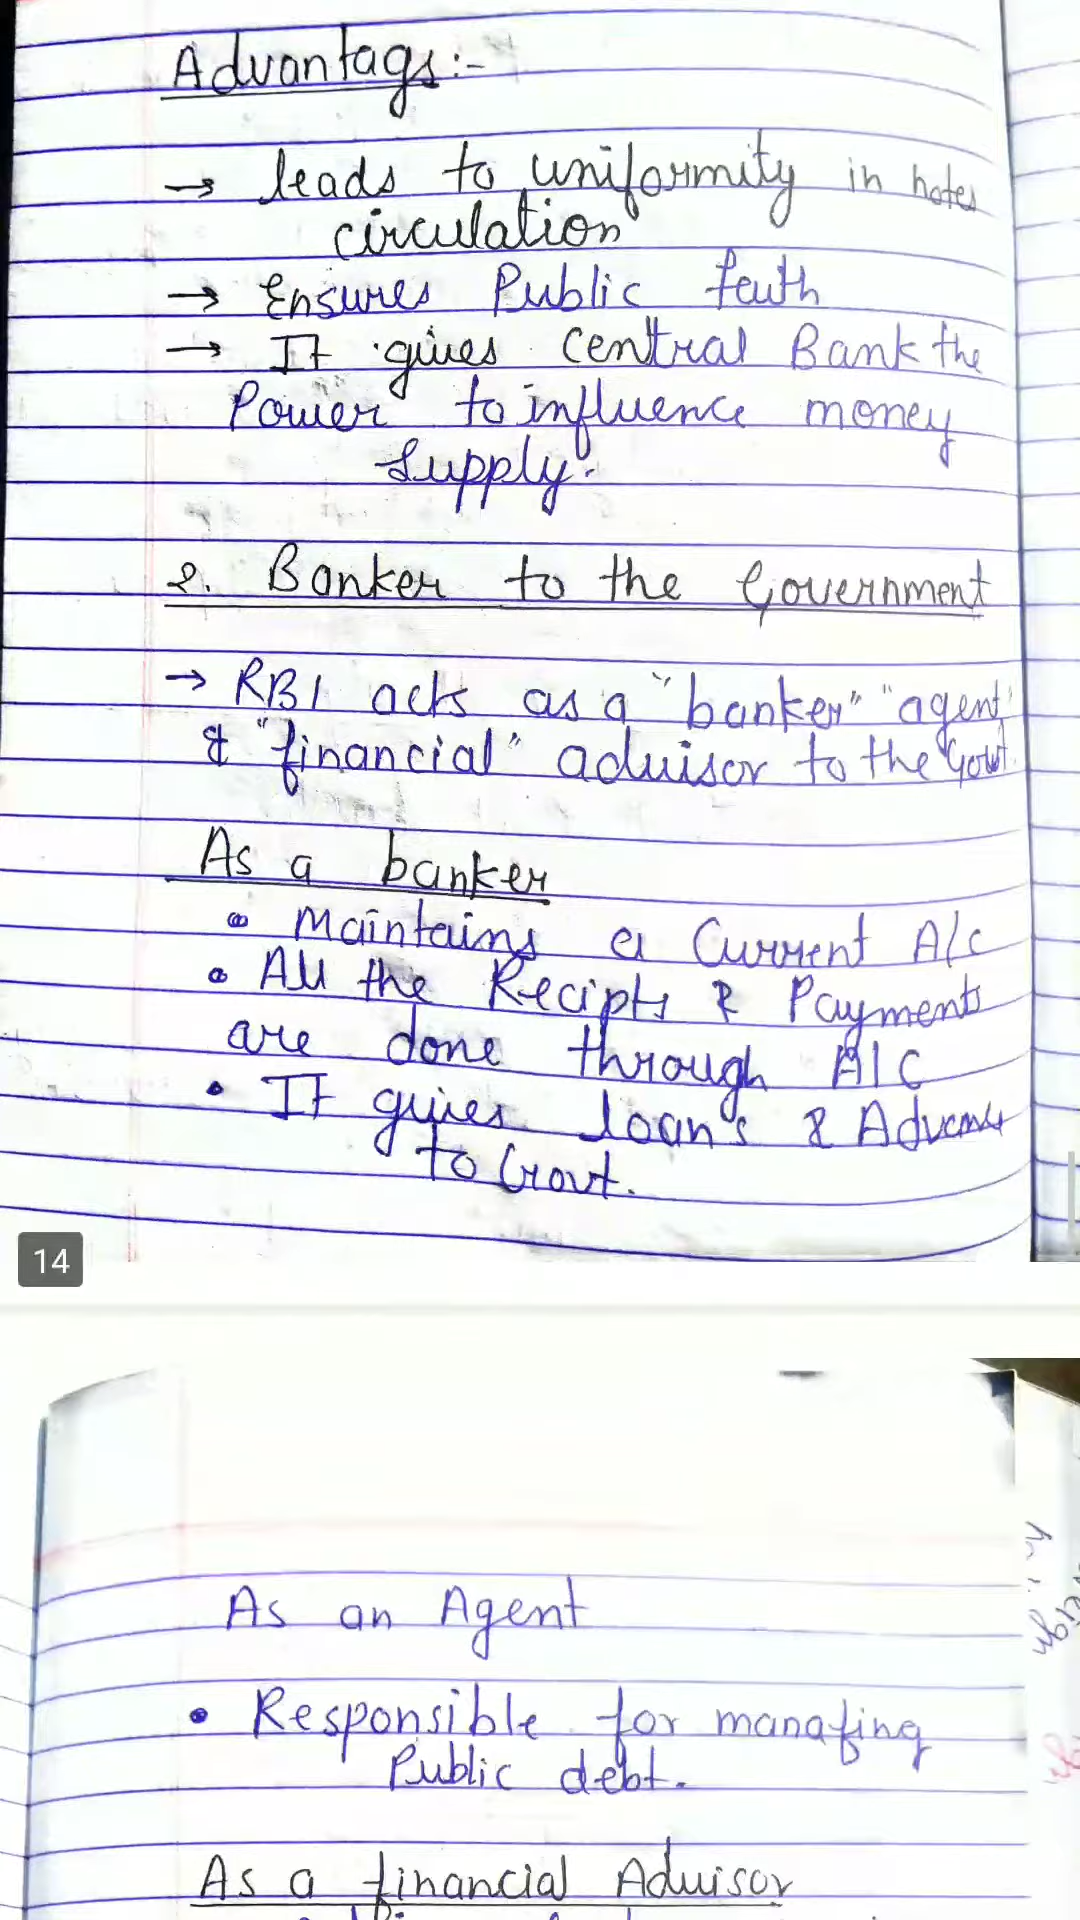 Advantags:-
→ leads to uniformity in notes
circulation
→ Ensures Public faith
→ It gives Central Bank the
Power to influence money
Supply.
2. Banker to the Government
→ RBI acts as a "banker" "agent"
& "financial" advisor to the Govt.
As a banker
• Maintains a Current A/c
• All the Recipts & Payments
are done through A/C
• It gives loan's & Advances
to Govt.
14
As an Agent
• Responsible for managing
Public debt.
As a financial Advisor